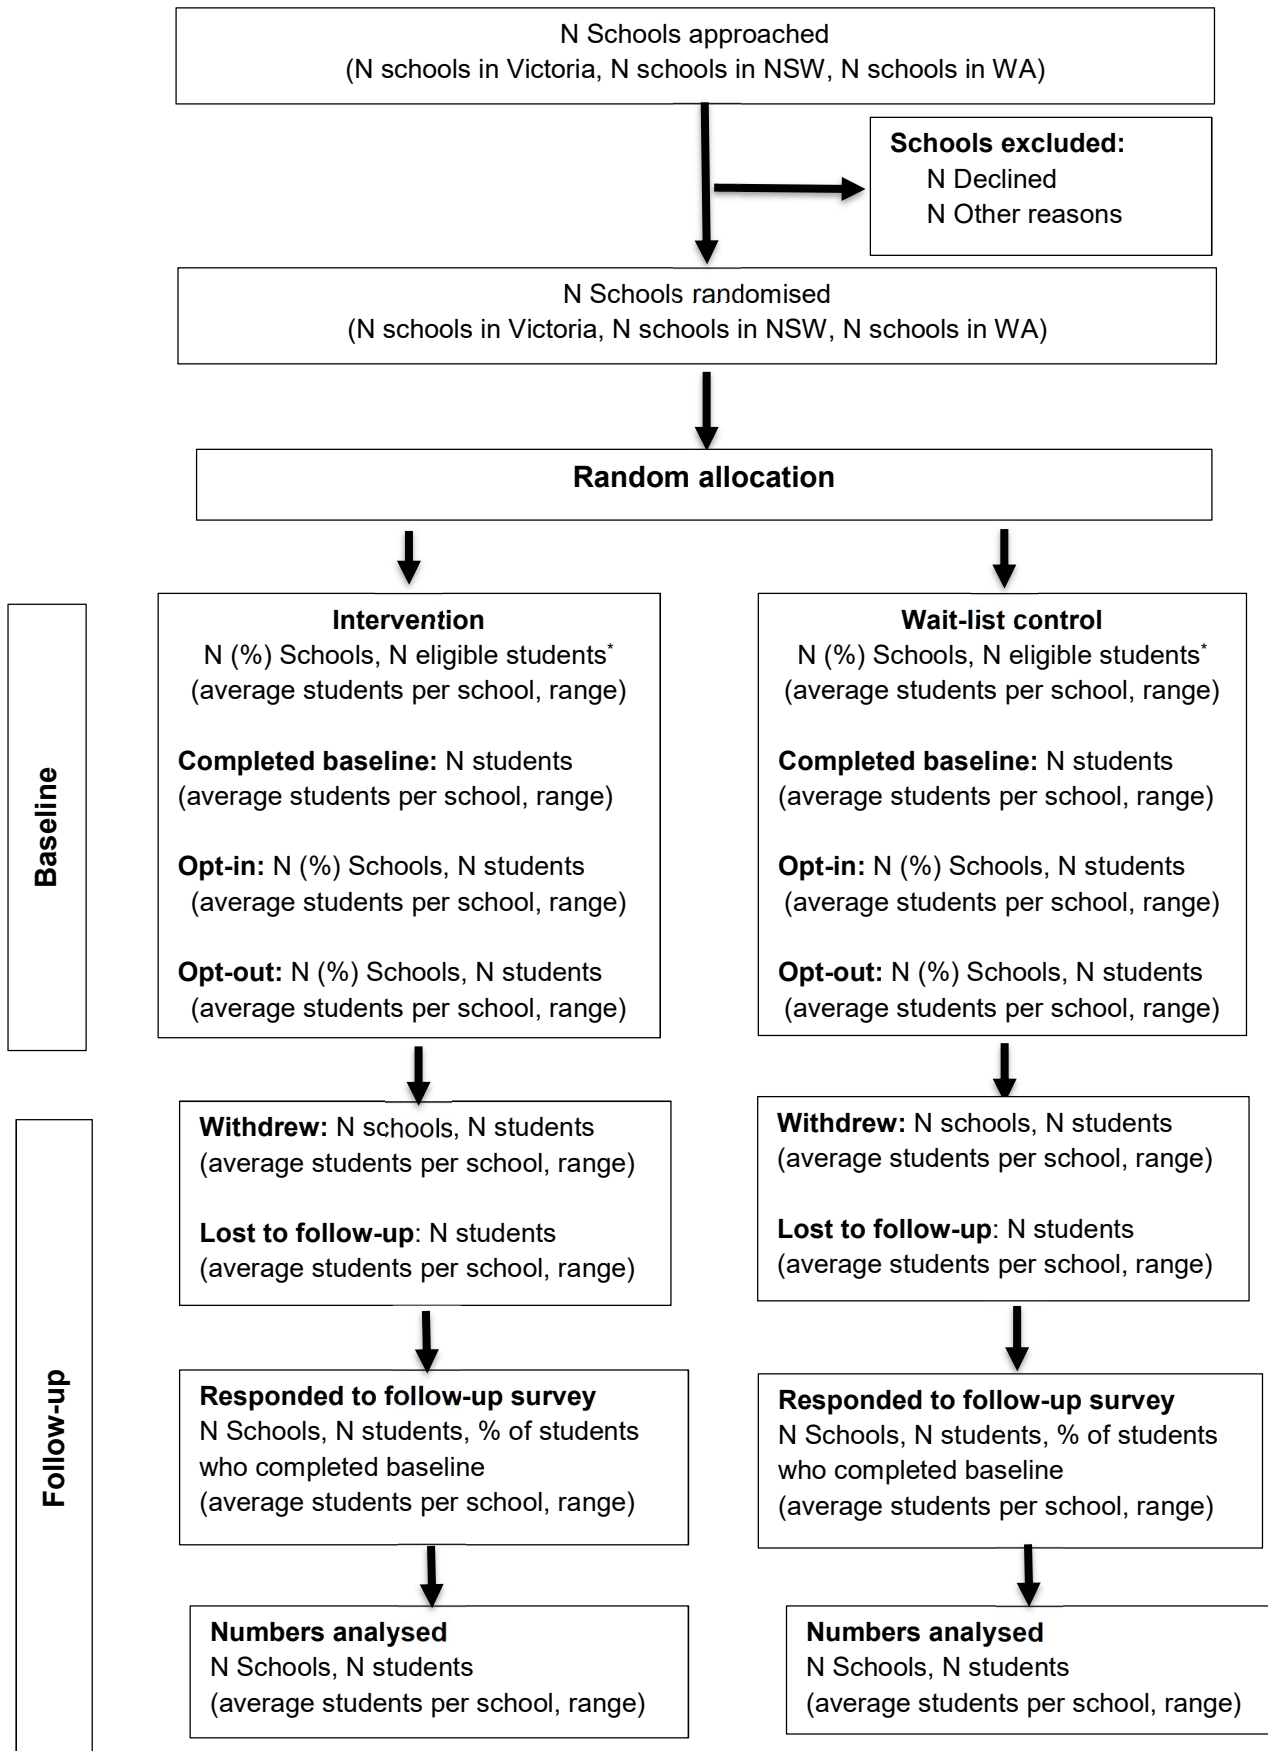 N Schools approached
(N schools in Victoria, N schools in NSW, N schools in WA)
Schools excluded:
N Declined
N Other reasons
N Schools randomised
(N schools in Victoria, N schools in NSW, N schools in WA)
Random allocation
Baseline
Intervention
N (%) Schools, N eligible students*
(average students per school, range)
Completed baseline: N students
(average students per school, range)
Opt-in: N (%) Schools, N students
(average students per school, range)
Opt-out: N (%) Schools, N students
(average students per school, range)
Wait-list control
N (%) Schools, N eligible students*
(average students per school, range)
Completed baseline: N students
(average students per school, range)
Opt-in: N (%) Schools, N students
(average students per school, range)
Opt-out: N (%) Schools, N students
(average students per school, range)
Follow-up
Withdrew: N schools, N students
(average students per school, range)
Lost to follow-up: N students
(average students per school, range)
Withdrew: N schools, N students
(average students per school, range)
Lost to follow-up: N students
(average students per school, range)
Responded to follow-up survey
N Schools, N students, % of students
who completed baseline
(average students per school, range)
Responded to follow-up survey
N Schools, N students, % of students
who completed baseline
(average students per school, range)
Numbers analysed
N Schools, N students
(average students per school, range)
Numbers analysed
N Schools, N students
(average students per school, range)